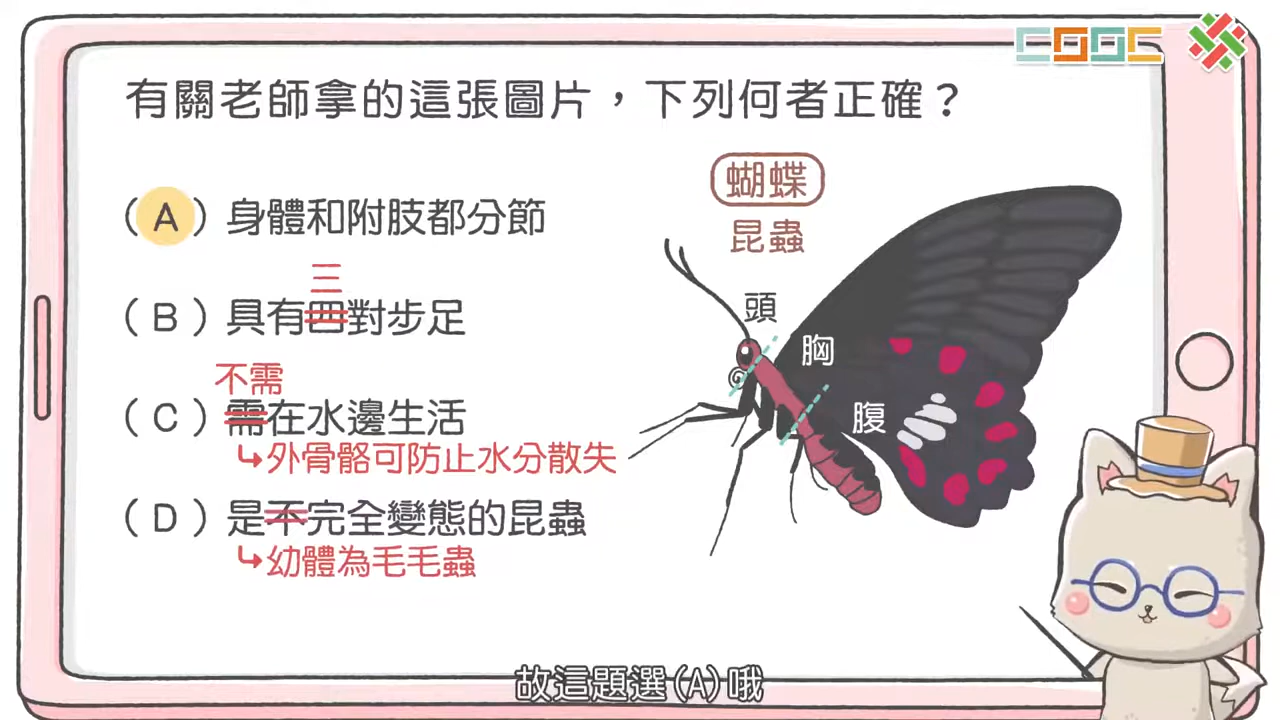 COOC
有關老師拿的這張圖片，下列何者正確？
蝴蝶
昆蟲
（A）身體和附肢都分節
三
（B）具有四對步足
不需
（C）需在水邊生活
↳外骨骼可防止水分散失
（D）是不完全變態的昆蟲
↳幼體為毛毛蟲
頭
胸
腹
故這題選(A)哦